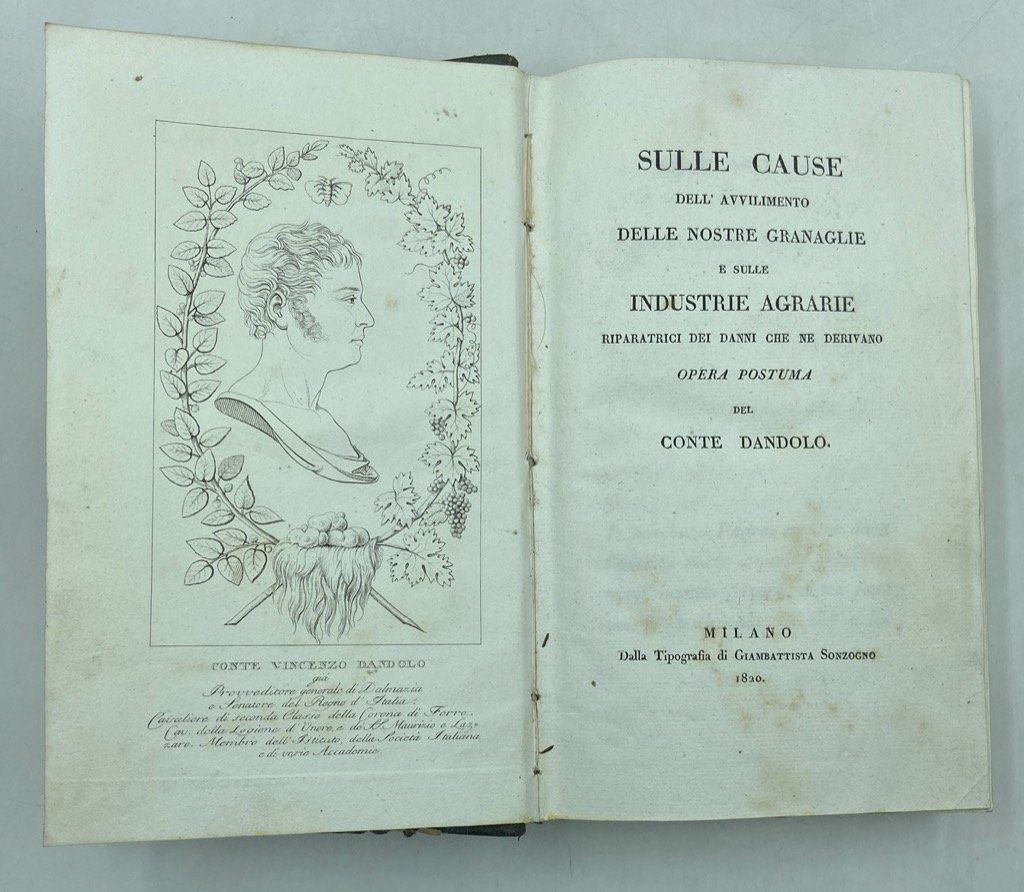 CONTE VINCENZO DANDOLO
già
Provveditore generale di Dalmazia
e Senatore del Regno d'Italia.
Cavaliere di seconda Classe della Corona di Ferro.
Cav. della Legione d'Onore, e de' S.S. Maurizio e Laz=
zaro. Membro dell'Istituto, della Società Italiana,
e di varie Accademie.
SULLE CAUSE
DELL' AVVILIMENTO
DELLE NOSTRE GRANAGLIE
E SULLE
INDUSTRIE AGRARIE
RIPARATRICI DEI DANNI CHE NE DERIVANO
OPERA POSTUMA
DEL
CONTE DANDOLO.
MILANO
Dalla Tipografia di GIAMBATTISTA SONZOGNO
1820.